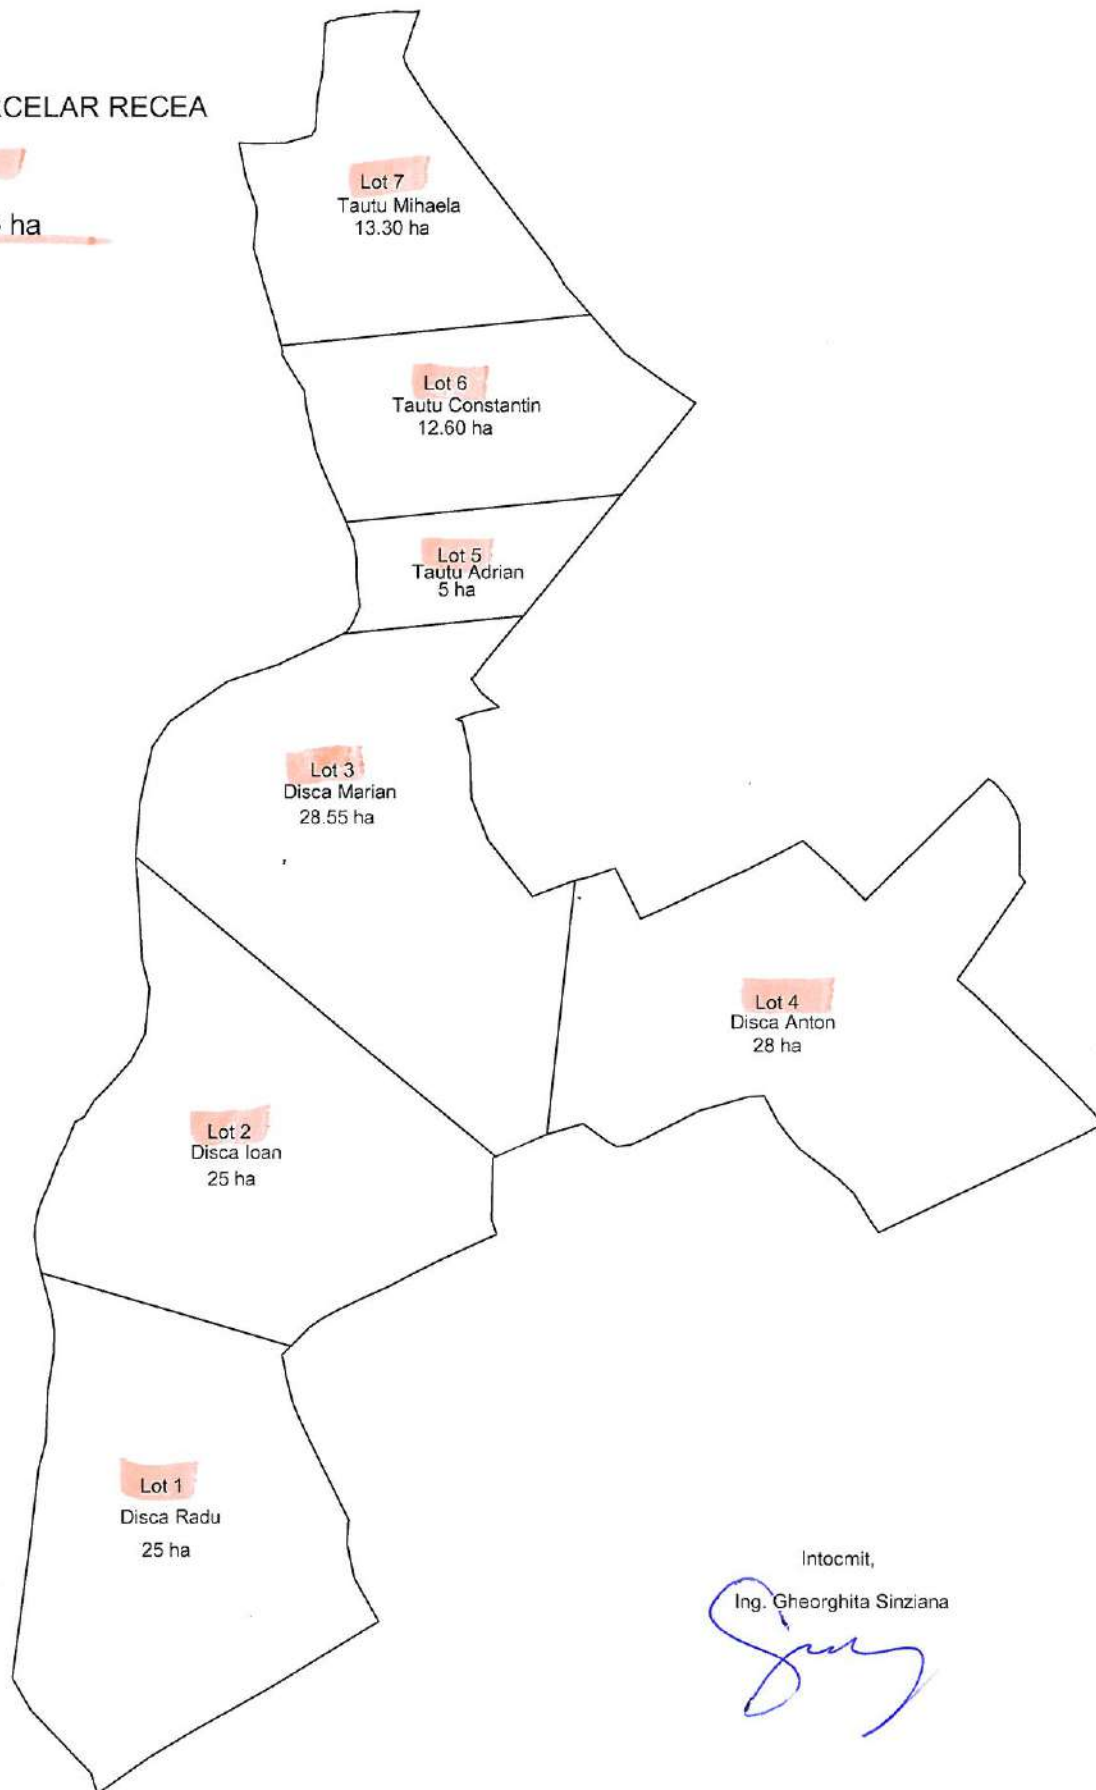 RCELAR RECEA
ha
Lot 7
Tautu Mihaela
13.30 ha
Lot 6
Tautu Constantin
12.60 ha
Lot 5
Tautu Adrian
5 ha
Lot 3
Disca Marian
28.55 ha
Lot 4
Disca Anton
28 ha
Lot 2
Disca Ioan
25 ha
Lot 1
Disca Radu
25 ha
Intocmit,
Ing. Gheorghita Sinziana